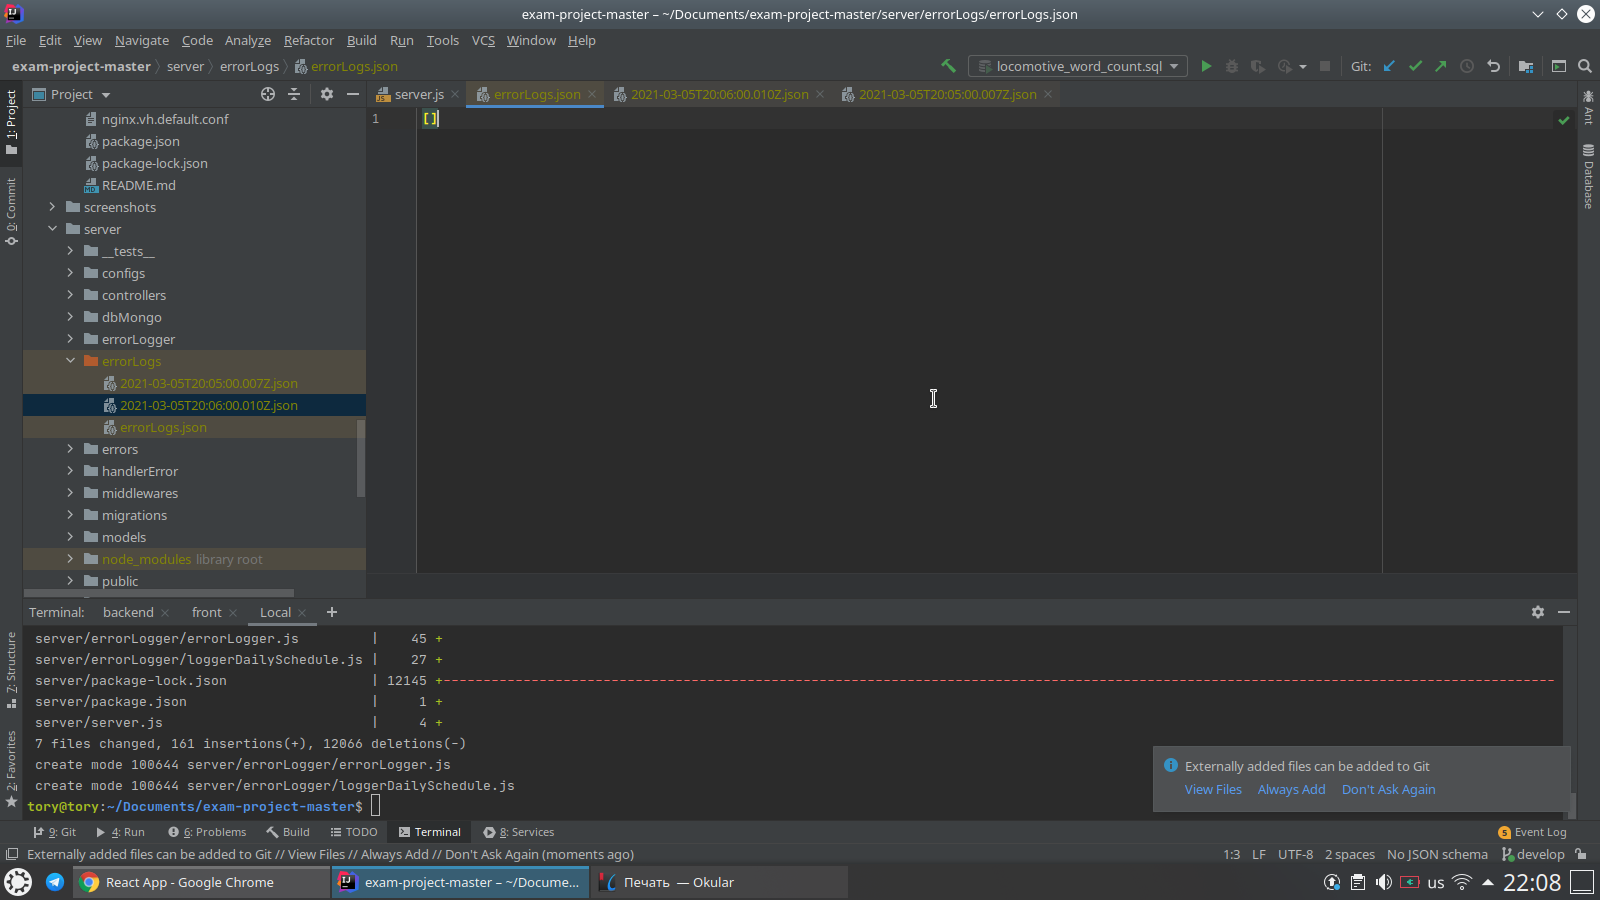 exam-project-master – ~/Documents/exam-project-master/server/errorLogs/errorLogs.json
File Edit View Navigate Code Analyze Refactor Build Run Tools VCS Window Help
exam-project-master server errorLogs errorLogs.json
locomotive_word_count.sql
Git:
1: Project
0: Commit
7: Structure
2: Favorites
Project
nginx.vh.default.conf
package.json
package-lock.json
README.md
screenshots
server
__tests__
configs
controllers
dbMongo
errorLogger
errorLogs
2021-03-05T20:05:00.007Z.json
2021-03-05T20:06:00.010Z.json
errorLogs.json
errors
handlerError
middlewares
migrations
models
node_modules library root
public
server.js errorLogs.json 2021-03-05T20:06:00.010Z.json 2021-03-05T20:05:00.007Z.json
1 []
Ant
Database
Terminal: backend front Local
server/errorLogger/errorLogger.js | 45 +
server/errorLogger/loggerDailySchedule.js | 27 +
server/package-lock.json | 12145 +-------------------------------------------------------------------------------------------------------------------------------------------
server/package.json | 1 +
server/server.js | 4 +
7 files changed, 161 insertions(+), 12066 deletions(-)
create mode 100644 server/errorLogger/errorLogger.js
create mode 100644 server/errorLogger/loggerDailySchedule.js
tory@tory:~/Documents/exam-project-master$
Externally added files can be added to Git
View Files Always Add Don't Ask Again
9: Git 4: Run 6: Problems Build TODO Terminal 8: Services 5 Event Log
Externally added files can be added to Git // View Files // Always Add // Don't Ask Again (moments ago)
1:3 LF UTF-8 2 spaces No JSON schema develop
React App - Google Chrome
exam-project-master – ~/Docume...
Печать — Okular
us 22:08